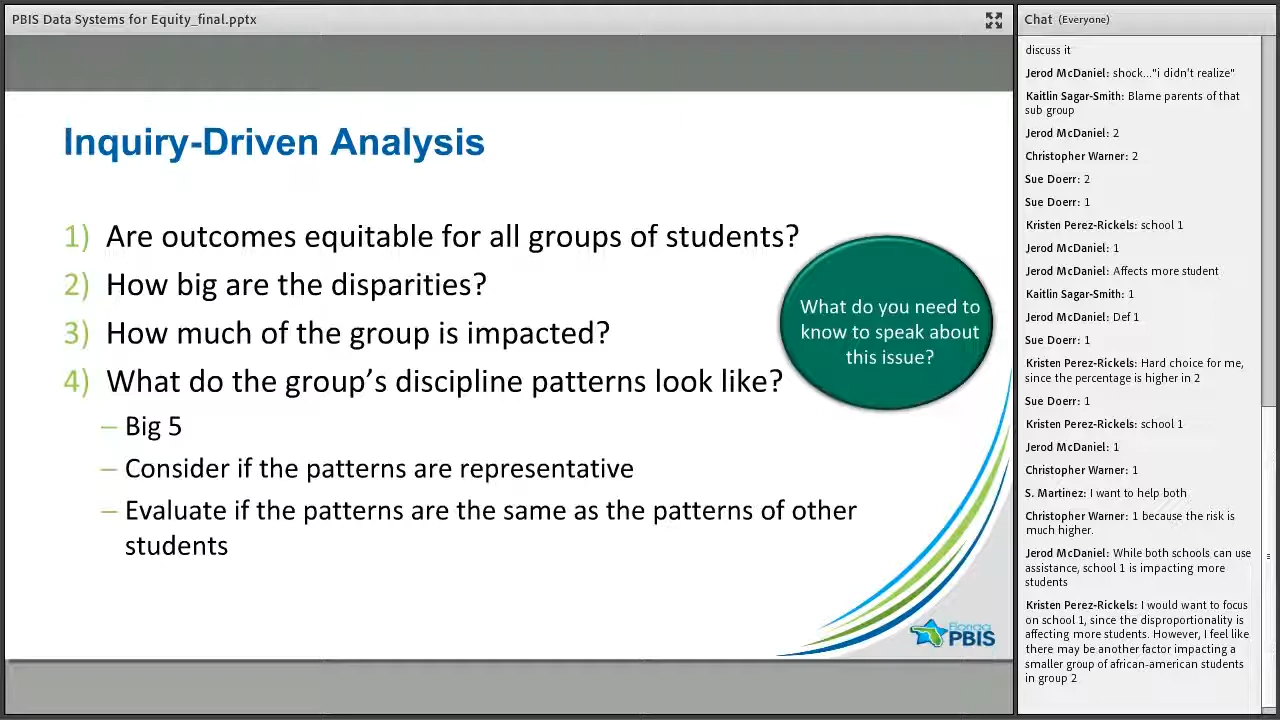 PBIS Data Systems for Equity_final.pptx
Inquiry-Driven Analysis
1) Are outcomes equitable for all groups of students?
2) How big are the disparities?
3) How much of the group is impacted?
4) What do the group’s discipline patterns look like?
– Big 5
– Consider if the patterns are representative
– Evaluate if the patterns are the same as the patterns of other
students
What do you need to
know to speak about
this issue?
Florida
PBIS
Chat (Everyone)
discuss it
Jerod McDaniel: shock..."i didn't realize"
Kaitlin Sagar-Smith: Blame parents of that
sub group
Jerod McDaniel: 2
Christopher Warner: 2
Sue Doerr: 2
Sue Doerr: 1
Kristen Perez-Rickels: school 1
Jerod McDaniel: 1
Jerod McDaniel: Affects more student
Kaitlin Sagar-Smith: 1
Jerod McDaniel: Def 1
Sue Doerr: 1
Kristen Perez-Rickels: Hard choice for me,
since the percentage is higher in 2
Sue Doerr: 1
Kristen Perez-Rickels: school 1
Jerod McDaniel: 1
Christopher Warner: 1
S. Martinez: I want to help both
Christopher Warner: 1 because the risk is
much higher.
Jerod McDaniel: While both schools can use
assistance, school 1 is impacting more
students
Kristen Perez-Rickels: I would want to focus
on school 1, since the disproportionality is
affecting more students. However, I feel like
there may be another factor impacting a
smaller group of african-american students
in group 2